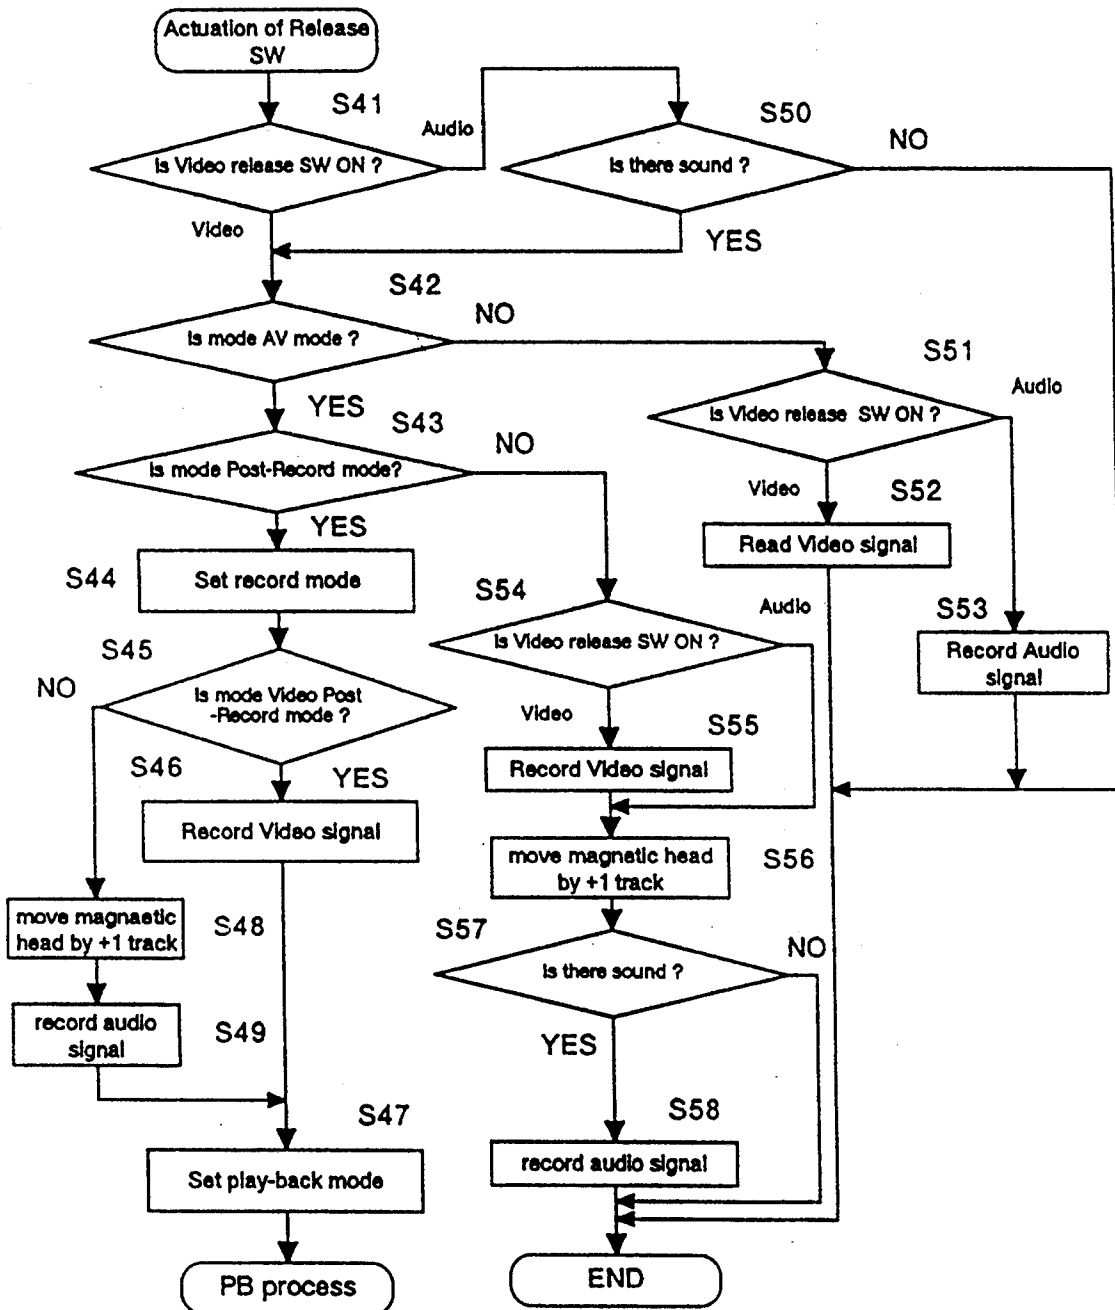 Actuation of Release
SW
S41
Audio
S50
NO
Is Video release SW ON ?
Is there sound ?
Video
YES
S42
NO
Is mode AV mode ?
S51
Audio
YES
S43
NO
Is Video release SW ON ?
Is mode Post-Record mode?
Video
S52
YES
Read Video signal
S44
Set record mode
S54
Audio
S53
Is Video release SW ON ?
Record Audio
signal
S45
NO
Is mode Video Post
-Record mode ?
Video
S55
S46
YES
Record Video signal
Record Video signal
move magnetic head
by +1 track
S56
move magnaetic
head by +1 track
S48
S57
NO
Is there sound ?
record audio
signal
S49
YES
S47
S58
Set play-back mode
record audio signal
PB process
END